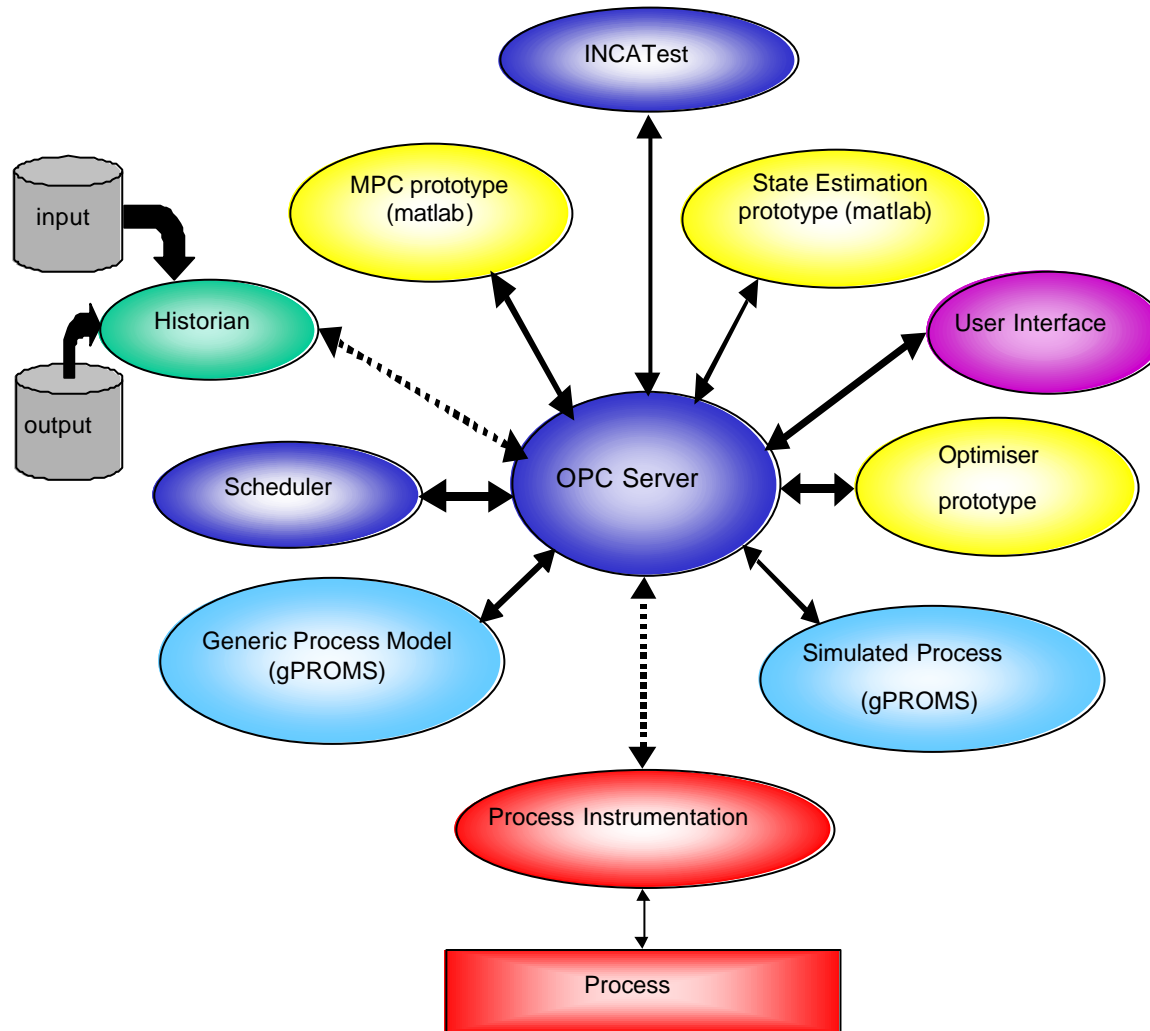 INCATest
MPC prototype
(matlab)
State Estimation
prototype (matlab)
input
Historian
User Interface
output
Scheduler
OPC Server
Optimiser
prototype
Generic Process Model
(gPROMS)
Simulated Process
(gPROMS)
Process Instrumentation
Process